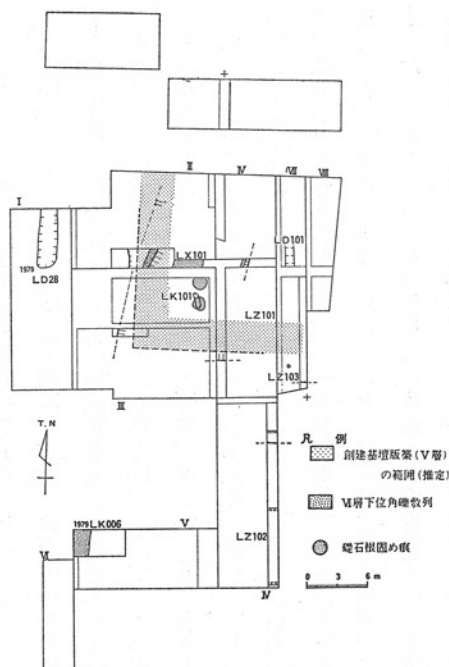 II
IV
VII
VIII
I
LD101
LX101
1979
LD28
LK101
LZ101
LZ103
III
T.N
凡 例
創建基壇版築(V層)
の範囲(推定)
VI層下位角礫敷列
礎石根固め痕
0 3 6 m
1979 LK006
V
VI
LZ102
IV